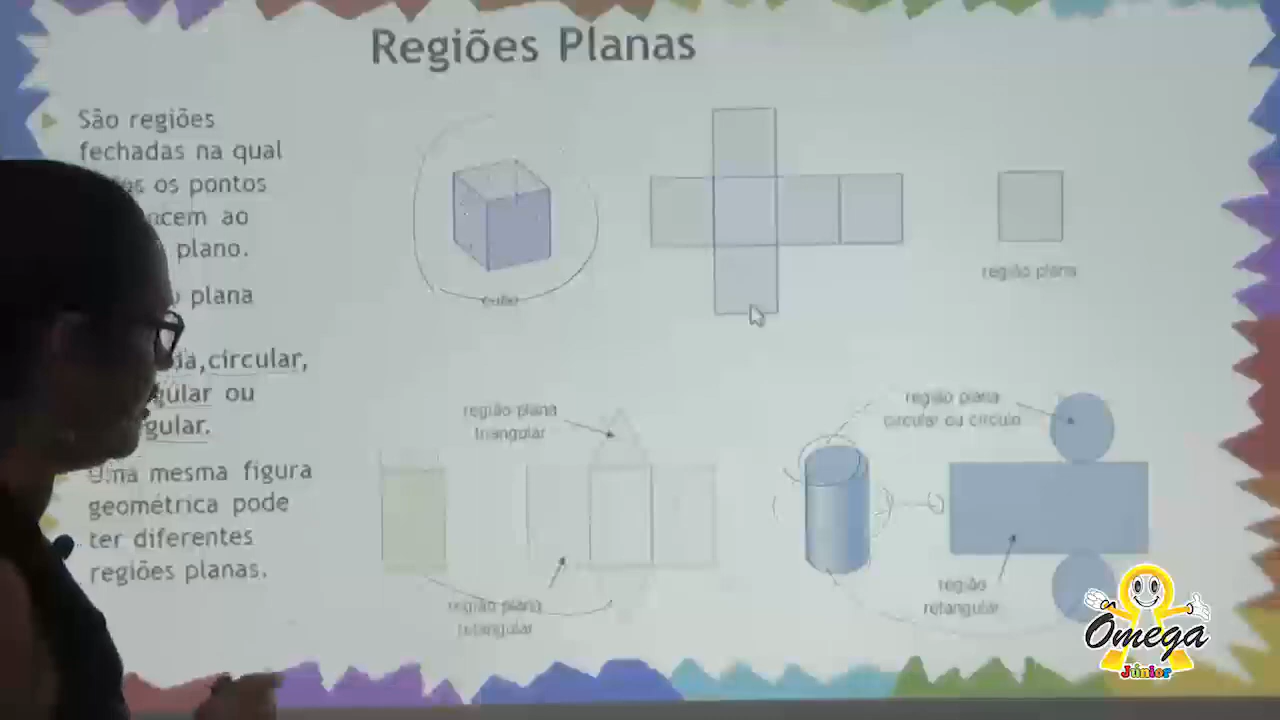 Regiões Planas
São regiões
fechadas na qual
os pontos
ao
plano.
plana
circular,
ou
Uma mesma figura
geométrica pode
ter diferentes
regiões planas.
cubo
região plana
região plana
triangular
região plana
retangular
região plana
circular ou círculo
região
retangular
Ômega
Júnior